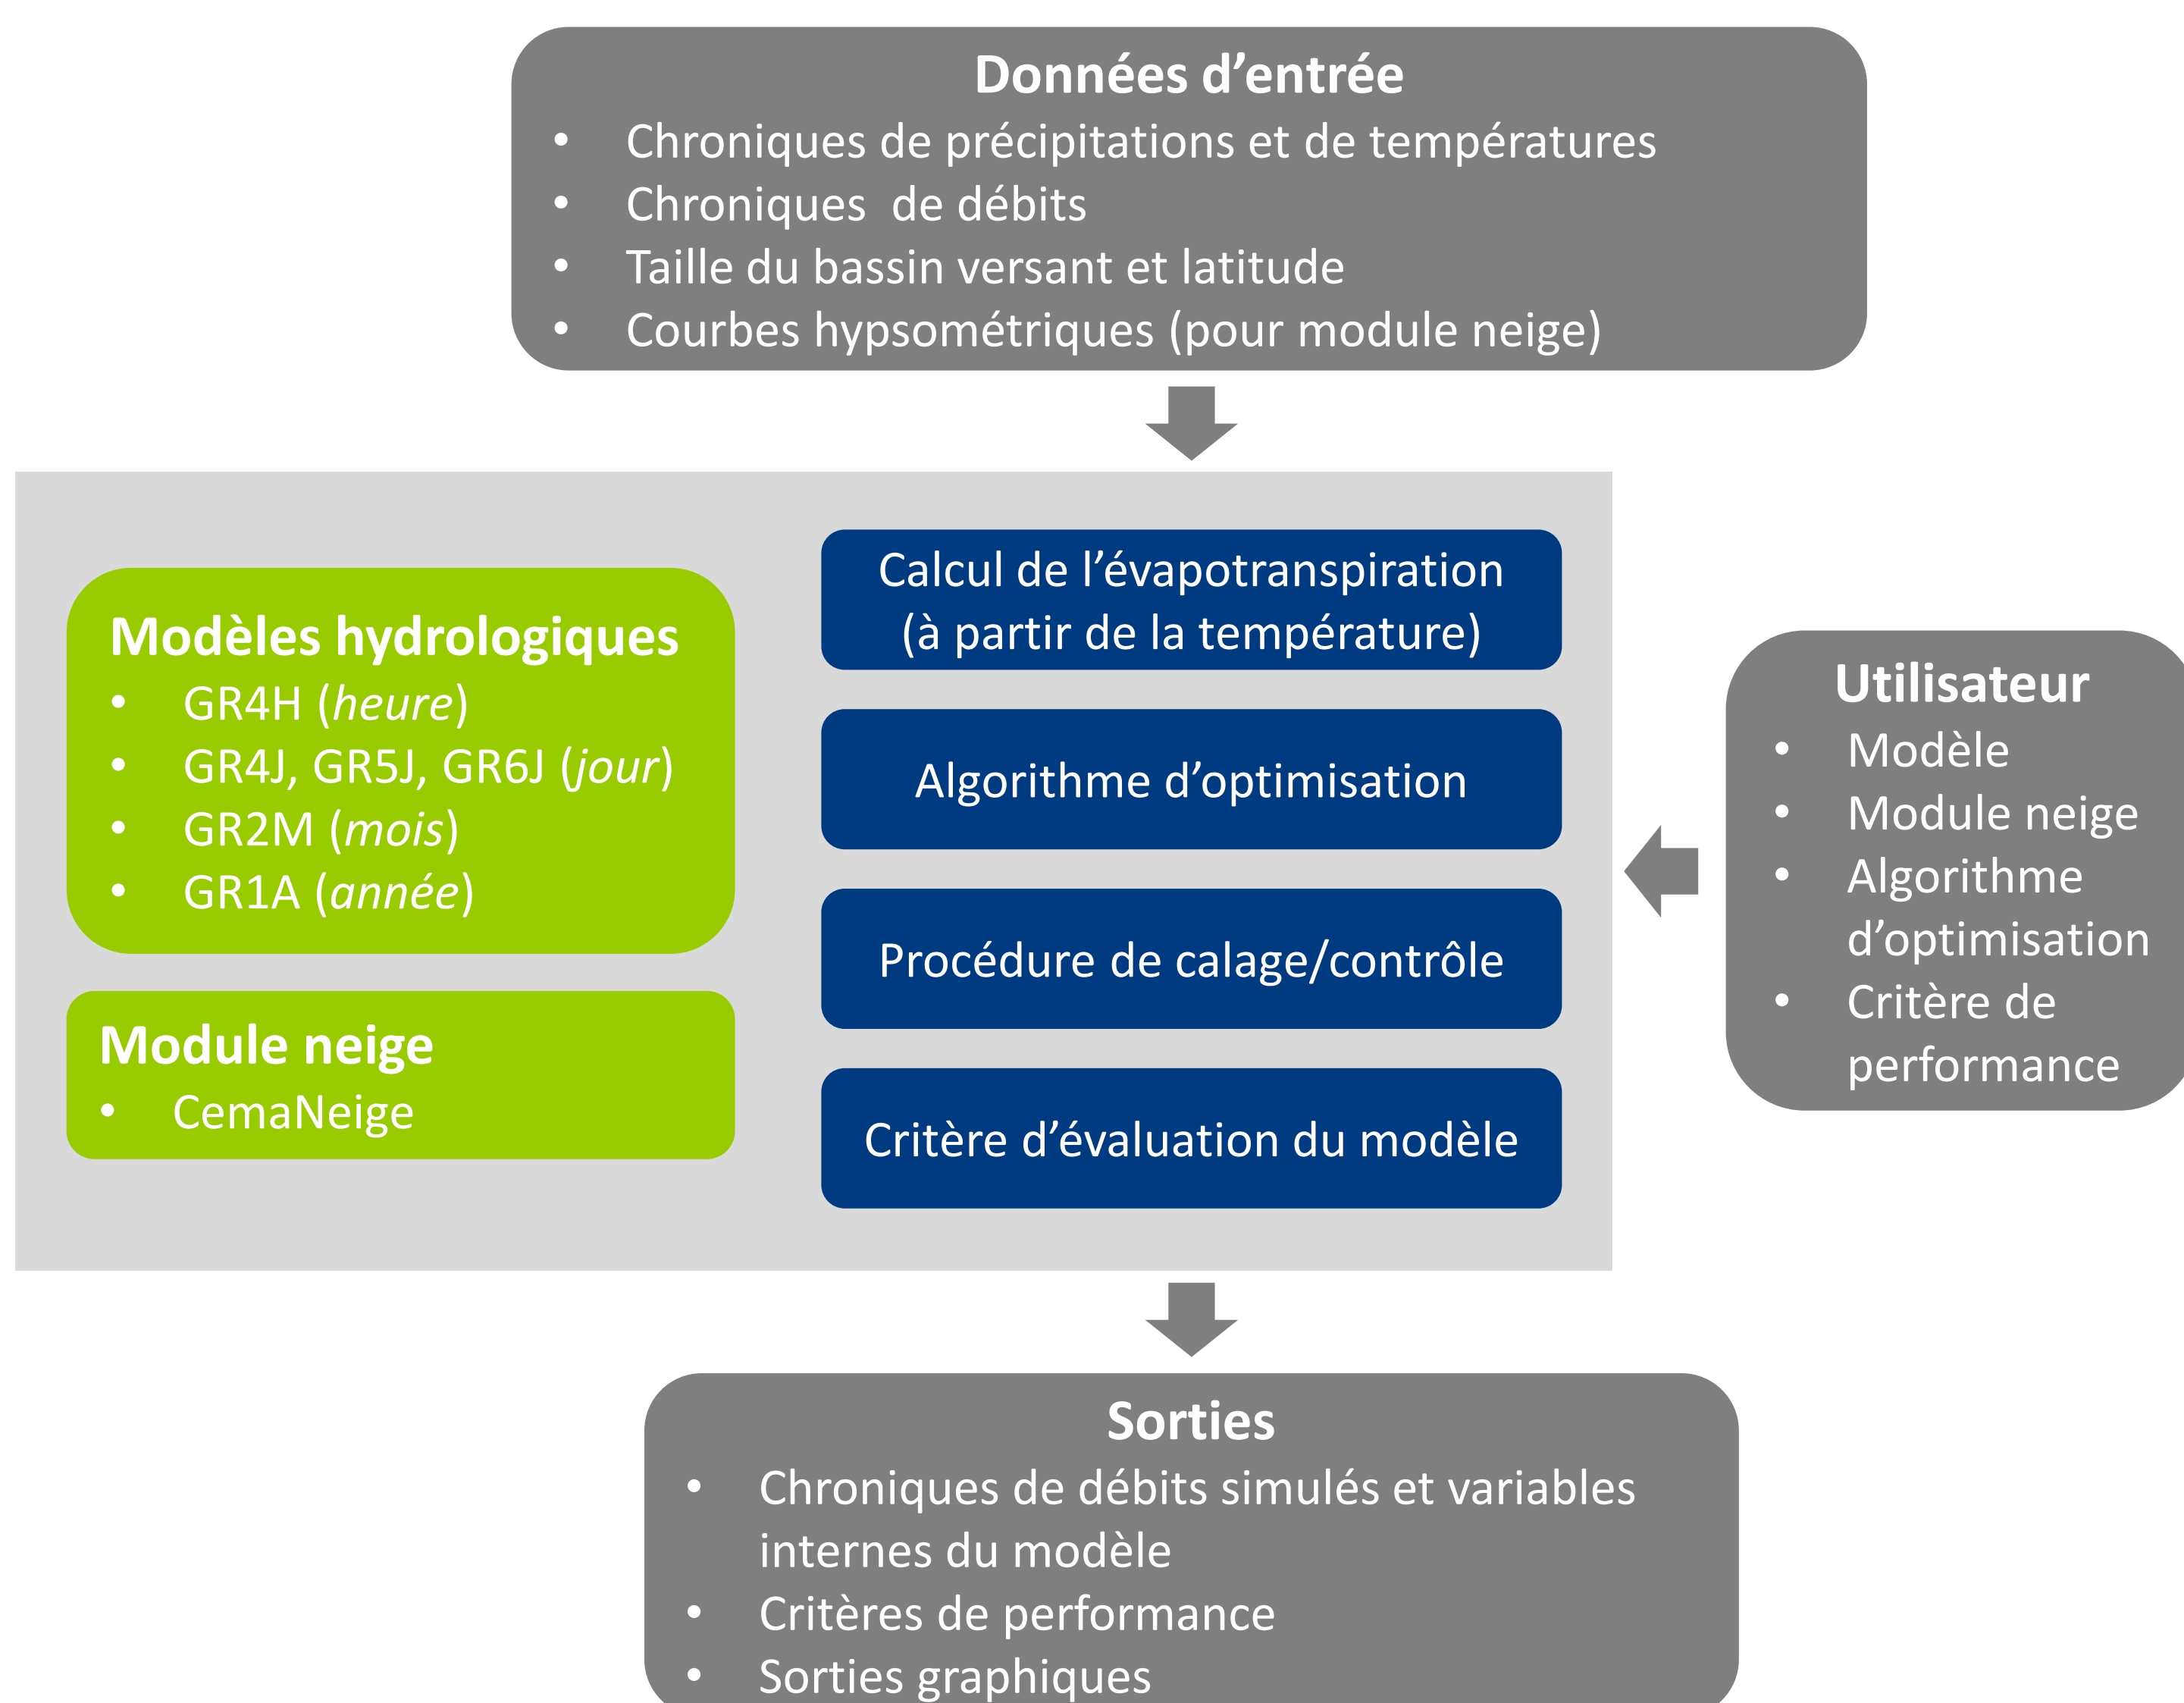 Données d’entrée
• Chroniques de précipitations et de températures
• Chroniques de débits
• Taille du bassin versant et latitude
• Courbes hypsométriques (pour module neige)
Modèles hydrologiques
• GR4H (heure)
• GR4J, GR5J, GR6J (jour)
• GR2M (mois)
• GR1A (année)
Module neige
• CemaNeige
Calcul de l’évapotranspiration
(à partir de la température)
Algorithme d’optimisation
Procédure de calage/contrôle
Critère d’évaluation du modèle
Utilisateur
• Modèle
• Module neige
• Algorithme
d’optimisation
• Critère de
performance
Sorties
• Chroniques de débits simulés et variables
internes du modèle
• Critères de performance
• Sorties graphiques